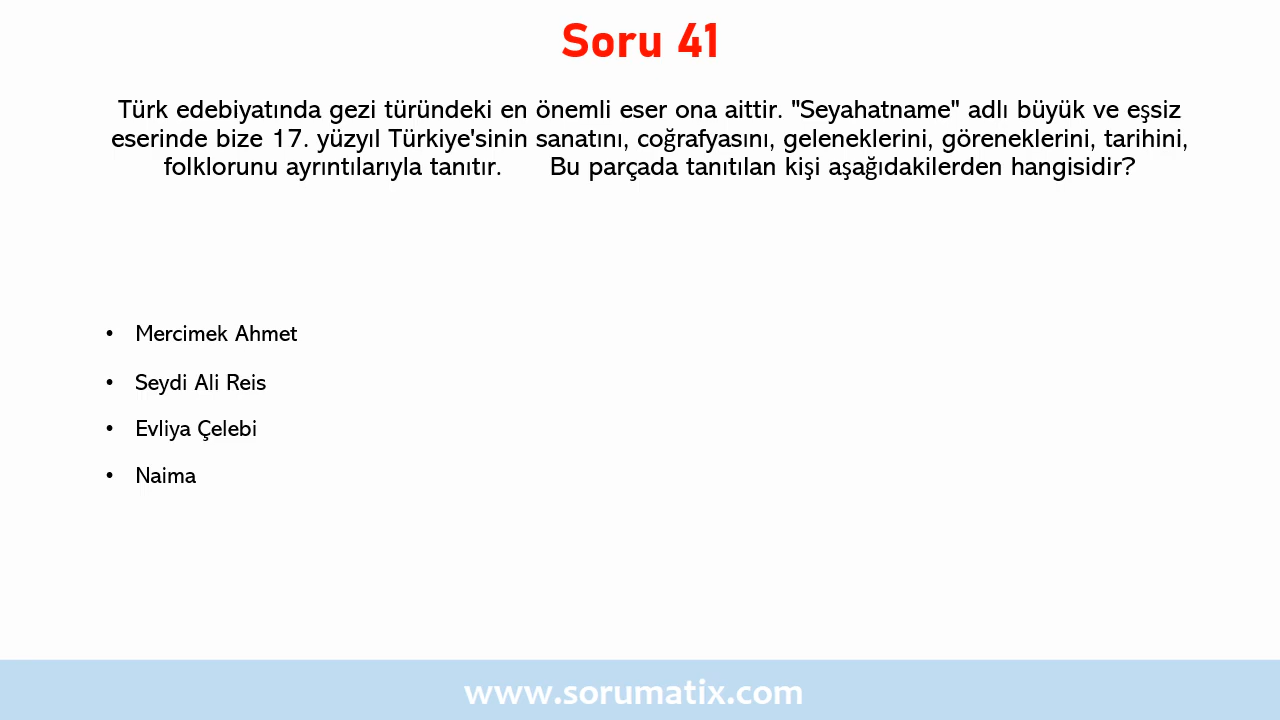 Soru 41
Türk edebiyatında gezi türündeki en önemli eser ona aittir. "Seyahatname" adlı büyük ve eşsiz
eserinde bize 17. yüzyıl Türkiye'sinin sanatını, coğrafyasını, geleneklerini, göreneklerini, tarihini,
folklorunu ayrıntılarıyla tanıtır. Bu parçada tanıtılan kişi aşağıdakilerden hangisidir?
• Mercimek Ahmet
• Seydi Ali Reis
• Evliya Çelebi
• Naima
www.sorumatix.com